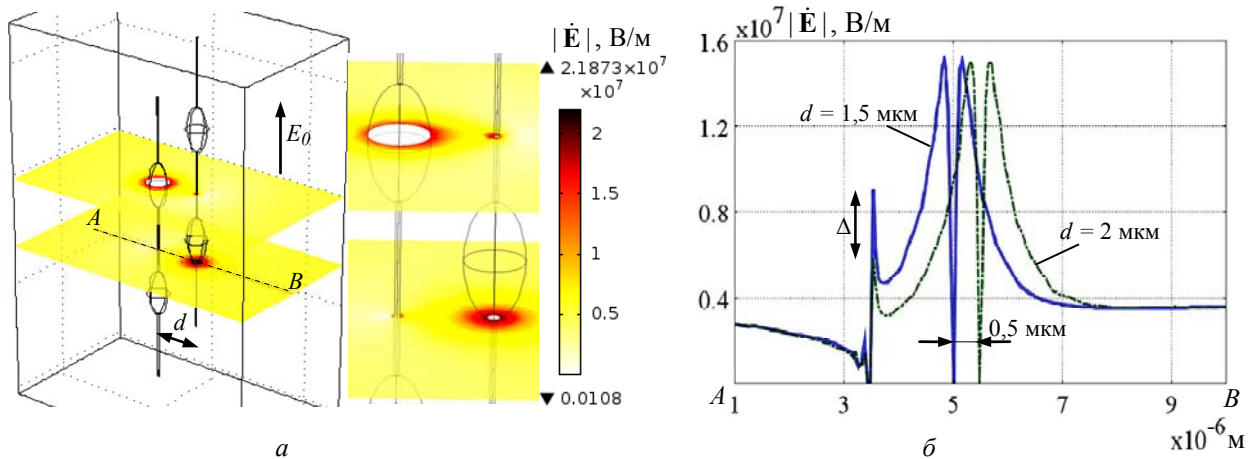 E₀
A
B
d
|Ė|, В/м
2.1873×10⁷
×10⁷
2
1.5
1
0.5
0.0108
а
x10⁷ |Ė|, В/м
1.6
1.2
0.8
0.4
d = 1,5 мкм
Δ
d = 2 мкм
0,5 мкм
A
B
1
3
5
7
9
x10⁻⁶ м
б